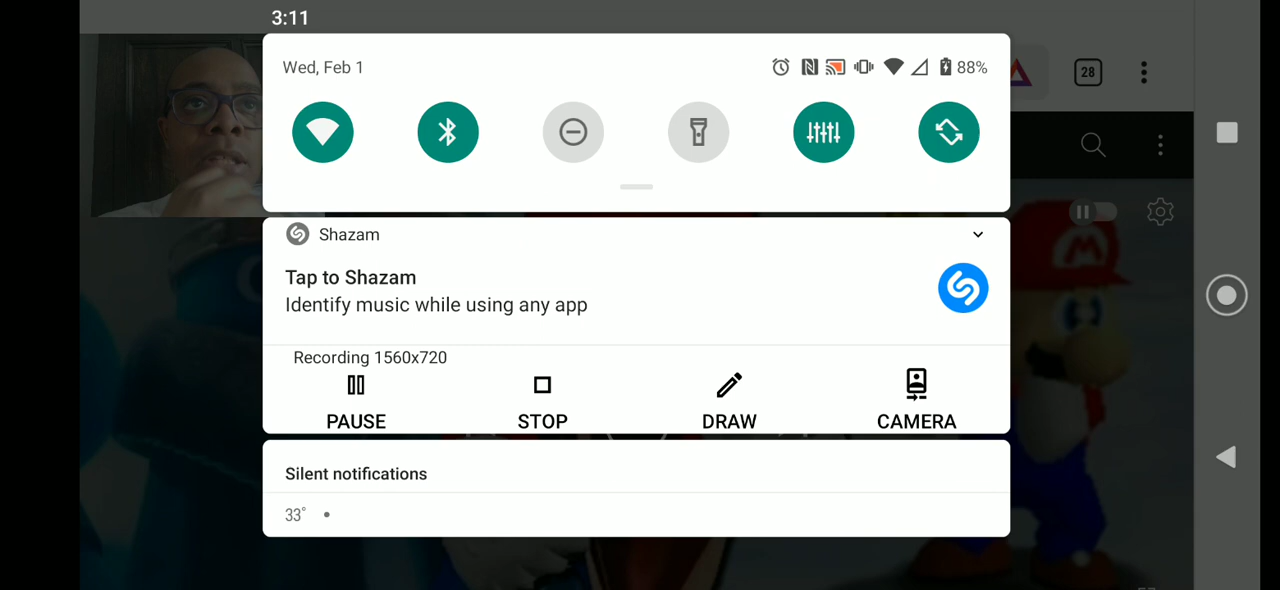 3:11
Wed, Feb 1
88%
28
Shazam
Tap to Shazam
Identify music while using any app
Recording 1560x720
PAUSE
STOP
DRAW
CAMERA
Silent notifications
33°
M